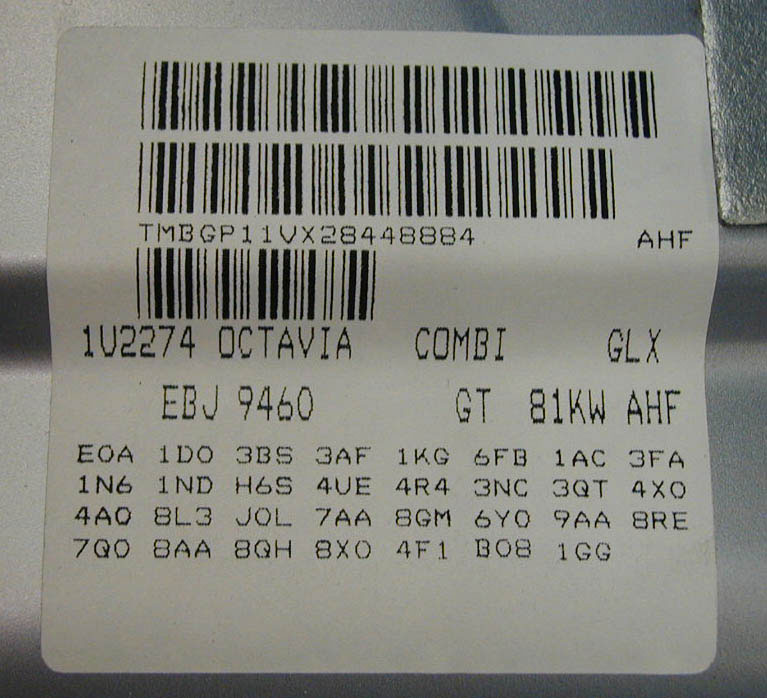 TMBGP11VX28448884 AHF
1U2274 OCTAVIA COMBI GLX
EBJ 9460 GT 81KW AHF
E0A 1D0 3BS 3AF 1KG 6FB 1AC 3FA
1N6 1ND H6S 4UE 4R4 3NC 3QT 4X0
4A0 8L3 J0L 7AA 8GM 6Y0 9AA 8RE
7Q0 8AA 8QH 8X0 4F1 B08 1GG